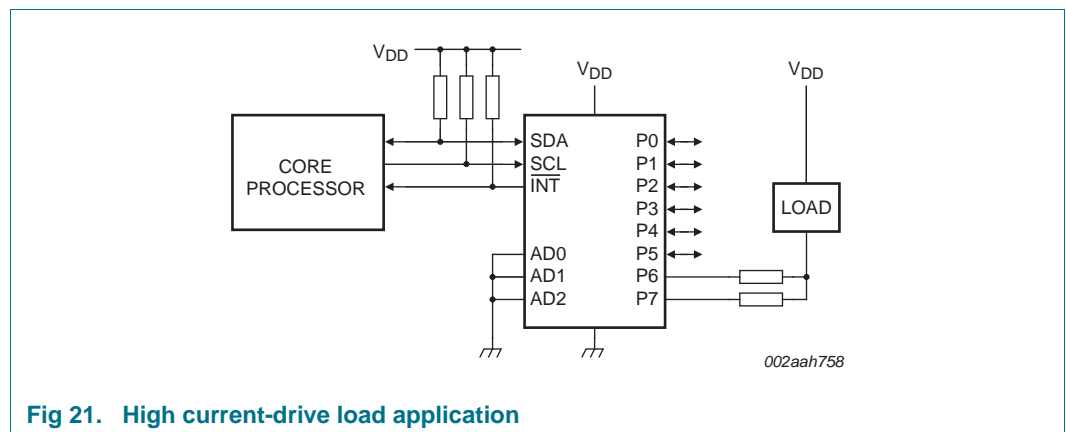 VDD
VDD
VDD
CORE
PROCESSOR
SDA
SCL
INT
AD0
AD1
AD2
P0
P1
P2
P3
P4
P5
P6
P7
LOAD
002aah758
Fig 21. High current-drive load application